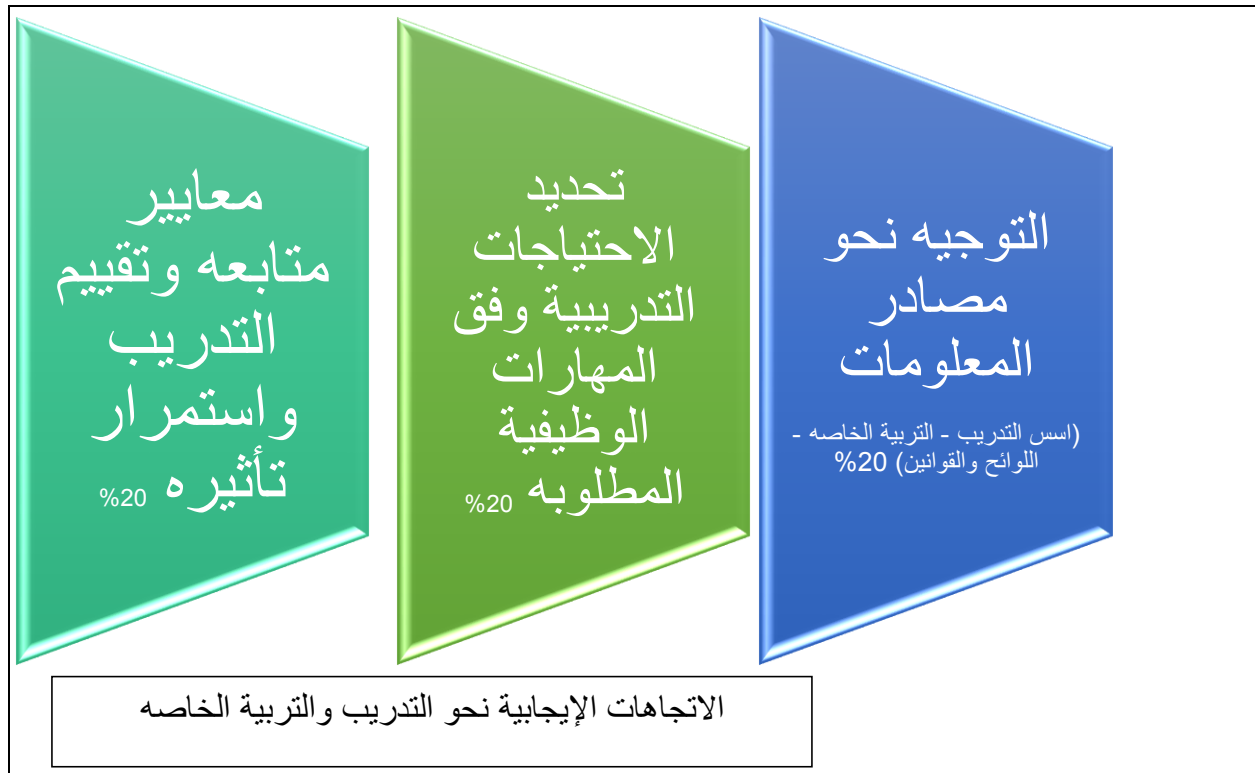 التوجيه نحو
مصادر
المعلومات
(اسس التدريب - التربية الخاصه -
اللوائح والقوانين) 20%
تحديد
الاحتياجات
التدريبية وفق
المهارات
الوظيفية
المطلوبه 20%
معايير
متابعه وتقييم
التدريب
واستمرار
تأثيره 20%
الاتجاهات الإيجابية نحو التدريب والتربية الخاصه